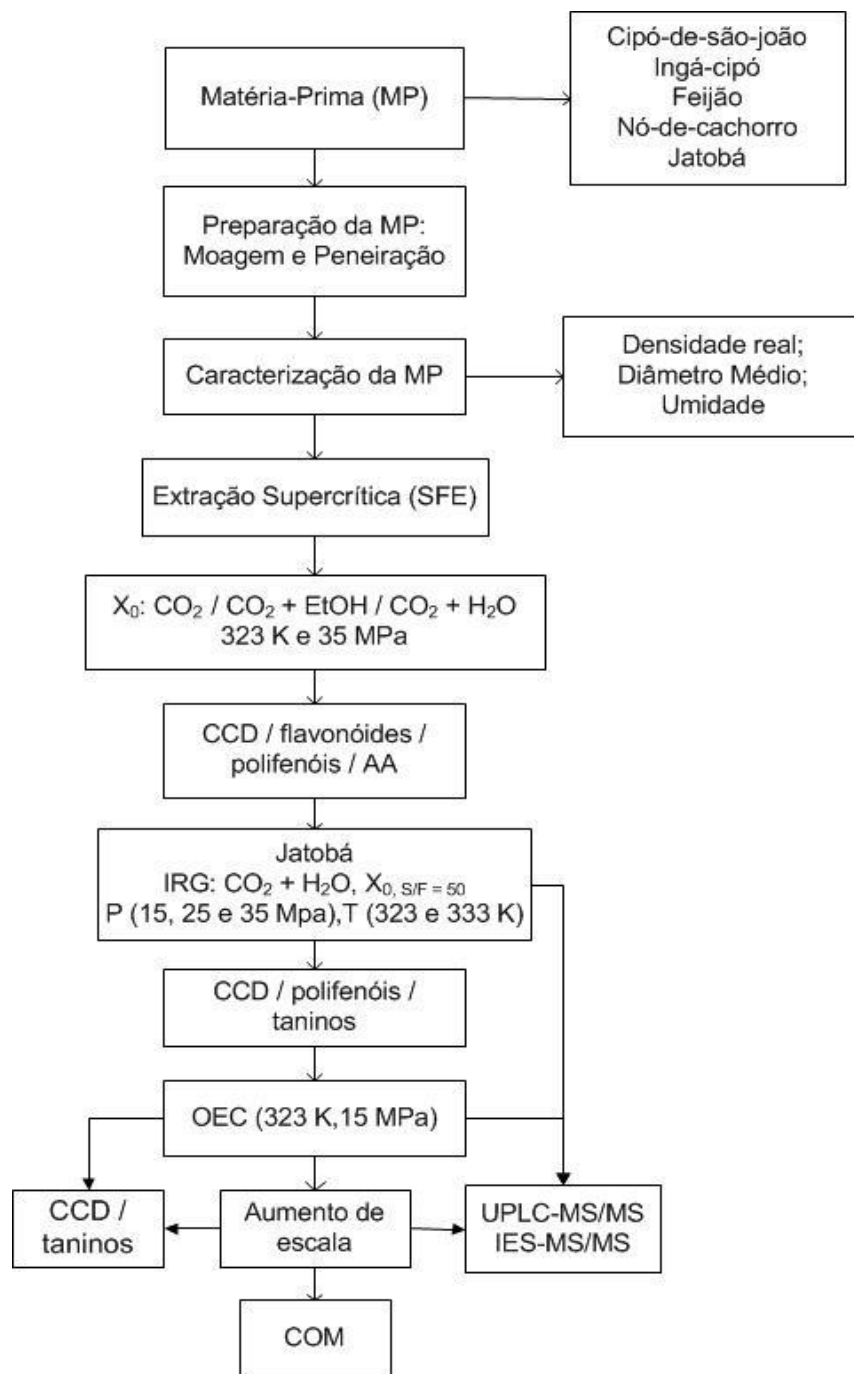 Matéria-Prima (MP)
Cipó-de-são-joão
Ingá-cipó
Feijão
Nó-de-cachorro
Jatobá
Preparação da MP:
Moagem e Peneiração
Caracterização da MP
Densidade real;
Diâmetro Médio;
Umidade
Extração Supercrítica (SFE)
X₀: CO₂ / CO₂ + EtOH / CO₂ + H₂O
323 K e 35 MPa
CCD / flavonóides /
polifenóis / AA
Jatobá
IRG: CO₂ + H₂O, X₀, S/F = 50
P (15, 25 e 35 Mpa),T (323 e 333 K)
CCD / polifenóis /
taninos
OEC (323 K,15 MPa)
CCD /
taninos
Aumento de
escala
UPLC-MS/MS
IES-MS/MS
COM